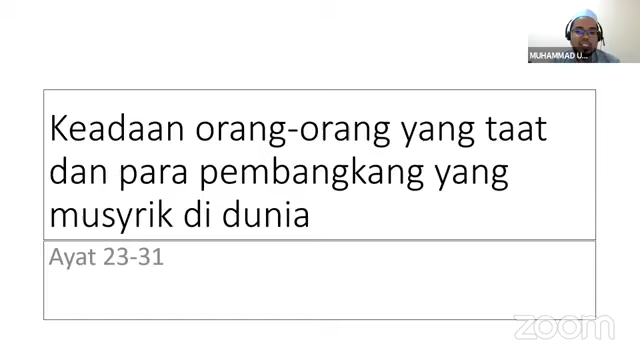 MUHAMMAD U...
Keadaan orang-orang yang taat
dan para pembangkang yang
musyrik di dunia
Ayat 23-31
zoom